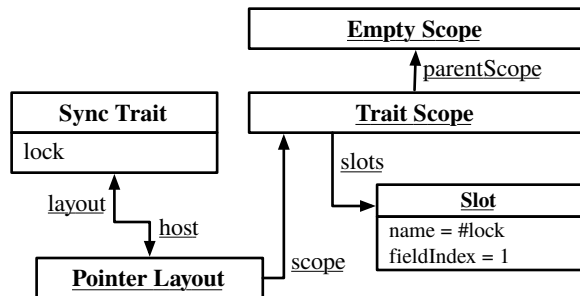 Empty Scope
parentScope
Sync Trait
Trait Scope
lock
slots
layout
host
Slot
name = #lock
fieldIndex = 1
Pointer Layout
scope